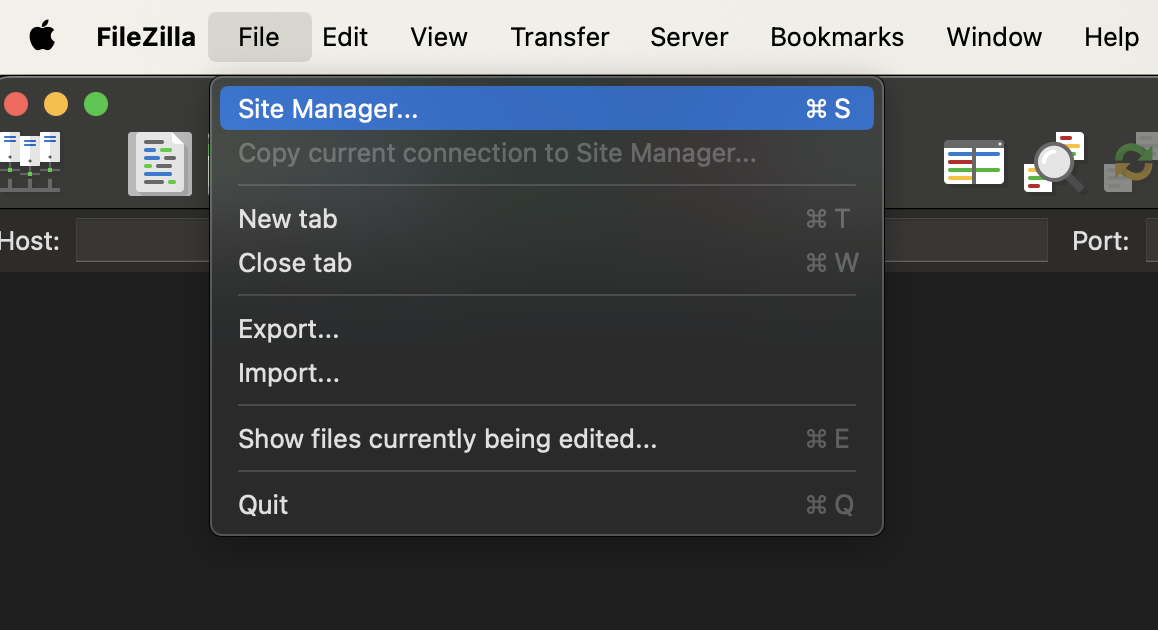 FileZilla File Edit View Transfer Server Bookmarks Window Help
Site Manager... ⌘ S
Copy current connection to Site Manager...
New tab ⌘ T
Host: Port:
Close tab ⌘ W
Export...
Import...
Show files currently being edited... ⌘ E
Quit ⌘ Q